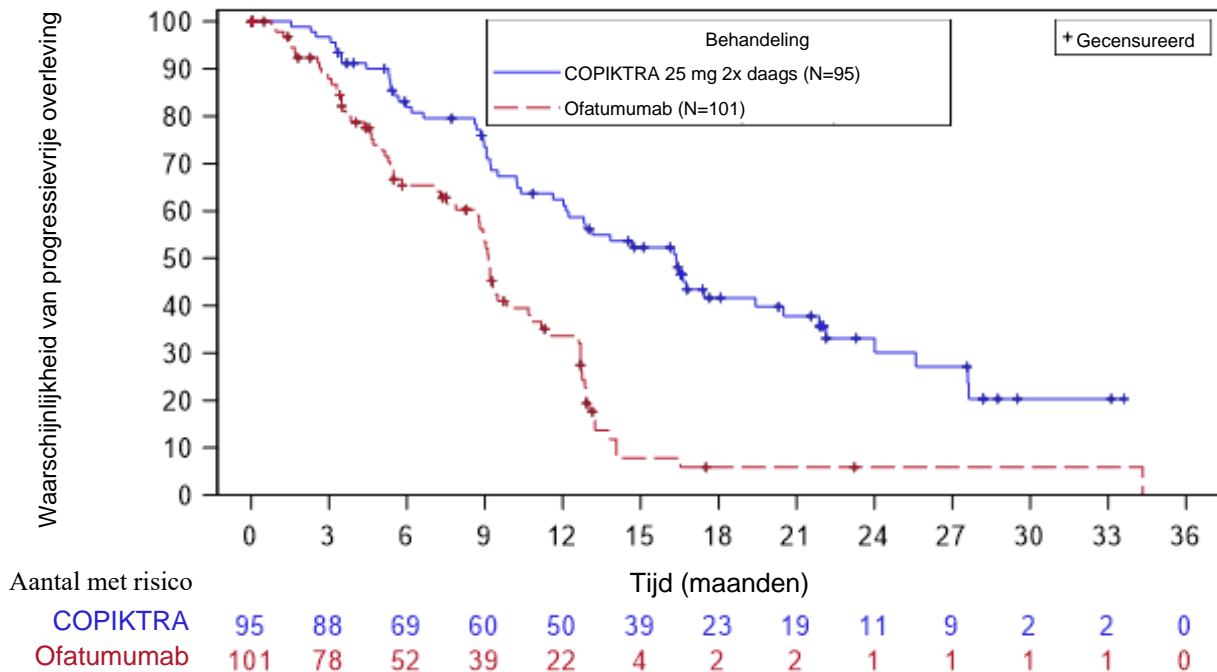 Waarschijnlijkheid van progressievrije overleving
100
90
80
70
60
50
40
30
20
10
0
Behandeling
COPIKTRA 25 mg 2x daags (N=95)
Ofatumumab (N=101)
+ Gecensureerd
0 3 6 9 12 15 18 21 24 27 30 33 36
Aantal met risico
Tijd (maanden)
COPIKTRA 95 88 69 60 50 39 23 19 11 9 2 2 0
Ofatumumab 101 78 52 39 22 4 2 2 1 1 1 1 0